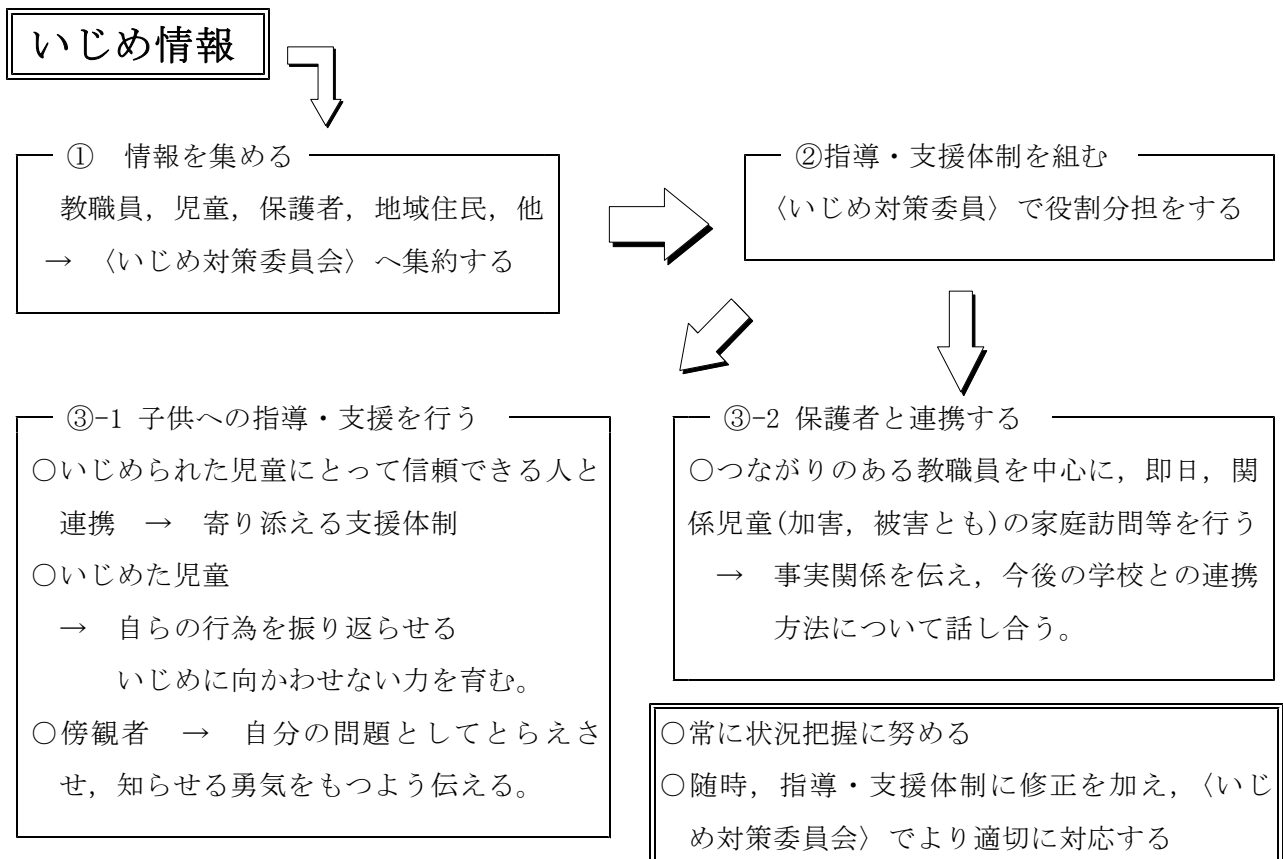 いじめ情報
① 情報を集める
教職員，児童，保護者，地域住民，他
→ 〈いじめ対策委員会〉へ集約する
②指導・支援体制を組む
〈いじめ対策委員〉で役割分担をする
③-1 子供への指導・支援を行う
○いじめられた児童にとって信頼できる人と
連携 → 寄り添える支援体制
○いじめた児童
→ 自らの行為を振り返らせる
いじめに向かわせない力を育む。
○傍観者 → 自分の問題としてとらえさ
せ，知らせる勇気をもつよう伝える。
③-2 保護者と連携する
○つながりのある教職員を中心に，即日，関
係児童(加害，被害とも)の家庭訪問等を行う
→ 事実関係を伝え，今後の学校との連携
方法について話し合う。
○常に状況把握に努める
○随時，指導・支援体制に修正を加え，〈いじ
め対策委員会〉でより適切に対応する